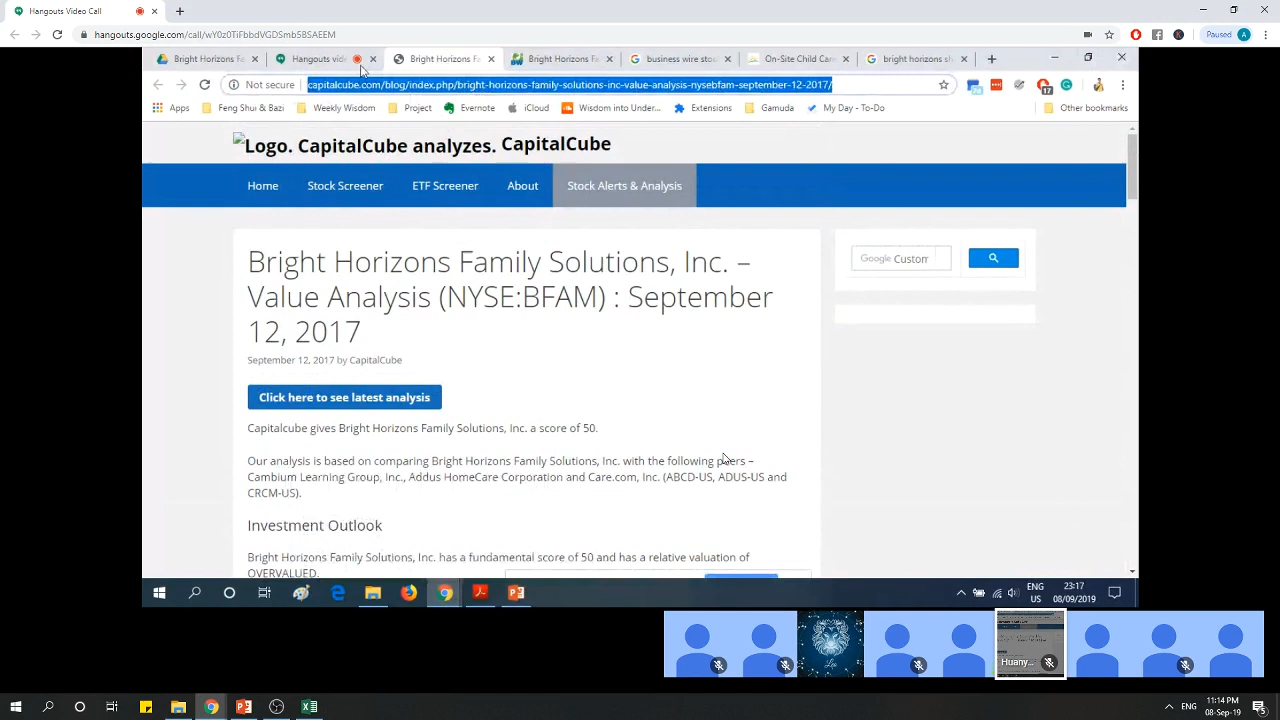 Hangouts Video Call
hangouts.google.com/call/wY0z0TiFbbdVGDSmb5BSAEEM
Paused
A
Bright Horizons Fa
Hangouts vide
Bright Horizons Fa
Bright Horizons Fa
business wire stoc
On-Site Child Care
bright horizons sh
Not secure
capitalcube.com/blog/index.php/bright-horizons-family-solutions-inc-value-analysis-nysebfam-september-12-2017/
17
Apps
Feng Shui & Bazi
Weekly Wisdom
Project
Evernote
iCloud
Wisdom into Under...
Extensions
Gamuda
My Day - To-Do
Other bookmarks
Logo. CapitalCube analyzes. CapitalCube
Home
Stock Screener
ETF Screener
About
Stock Alerts & Analysis
Bright Horizons Family Solutions, Inc. –
Value Analysis (NYSE:BFAM) : September
12, 2017
Google Custom
September 12, 2017 by CapitalCube
Click here to see latest analysis
Capitalcube gives Bright Horizons Family Solutions, Inc. a score of 50.
Our analysis is based on comparing Bright Horizons Family Solutions, Inc. with the following peers –
Cambium Learning Group, Inc., Addus HomeCare Corporation and Care.com, Inc. (ABCD-US, ADUS-US and
CRCM-US).
Investment Outlook
Bright Horizons Family Solutions, Inc. has a fundamental score of 50 and has a relative valuation of
OVERVALUED.
ENG
US
23:17
08/09/2019
Huany...
ENG
11:14 PM
08-Sep-19
5